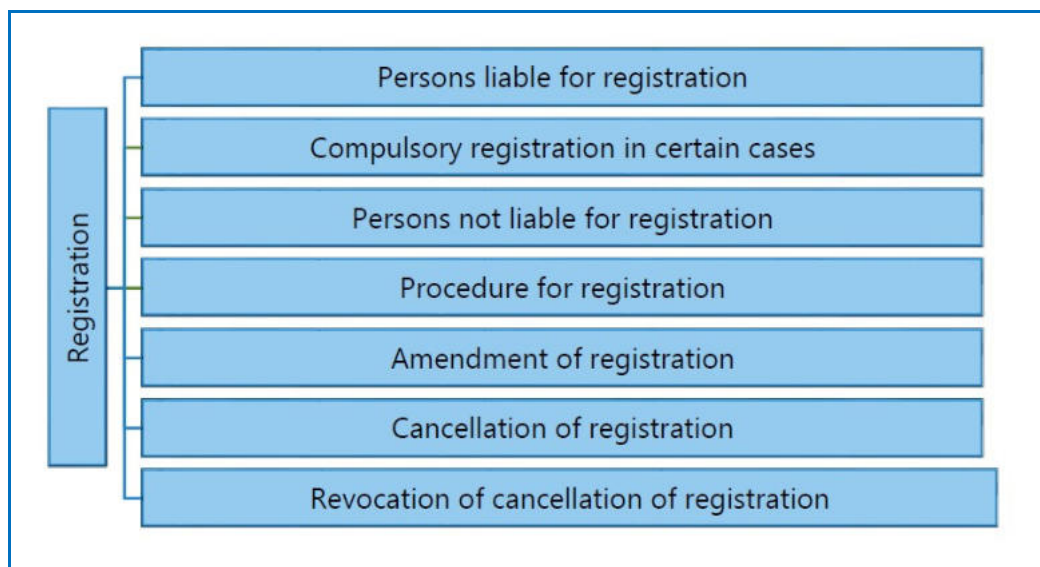 Registration
Persons liable for registration
Compulsory registration in certain cases
Persons not liable for registration
Procedure for registration
Amendment of registration
Cancellation of registration
Revocation of cancellation of registration